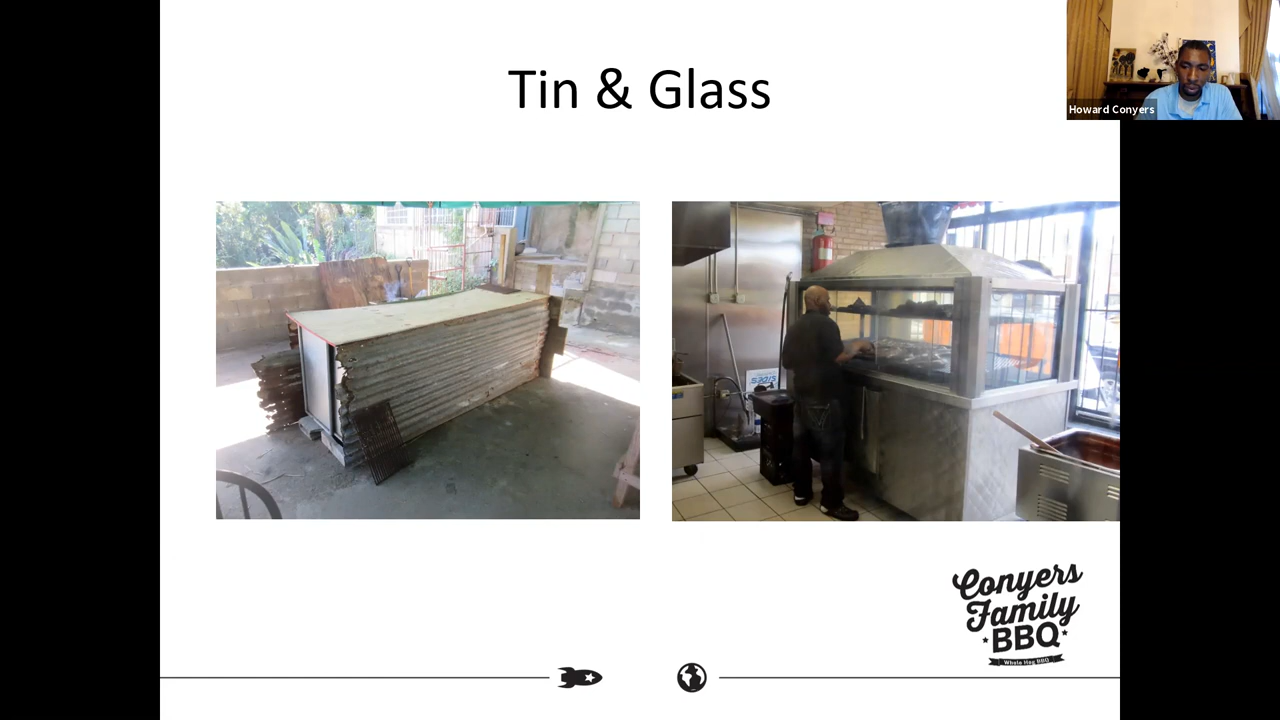 Tin & Glass
Howard Conyers
Conyers
Family
BBQ
Whole Hog BBQ